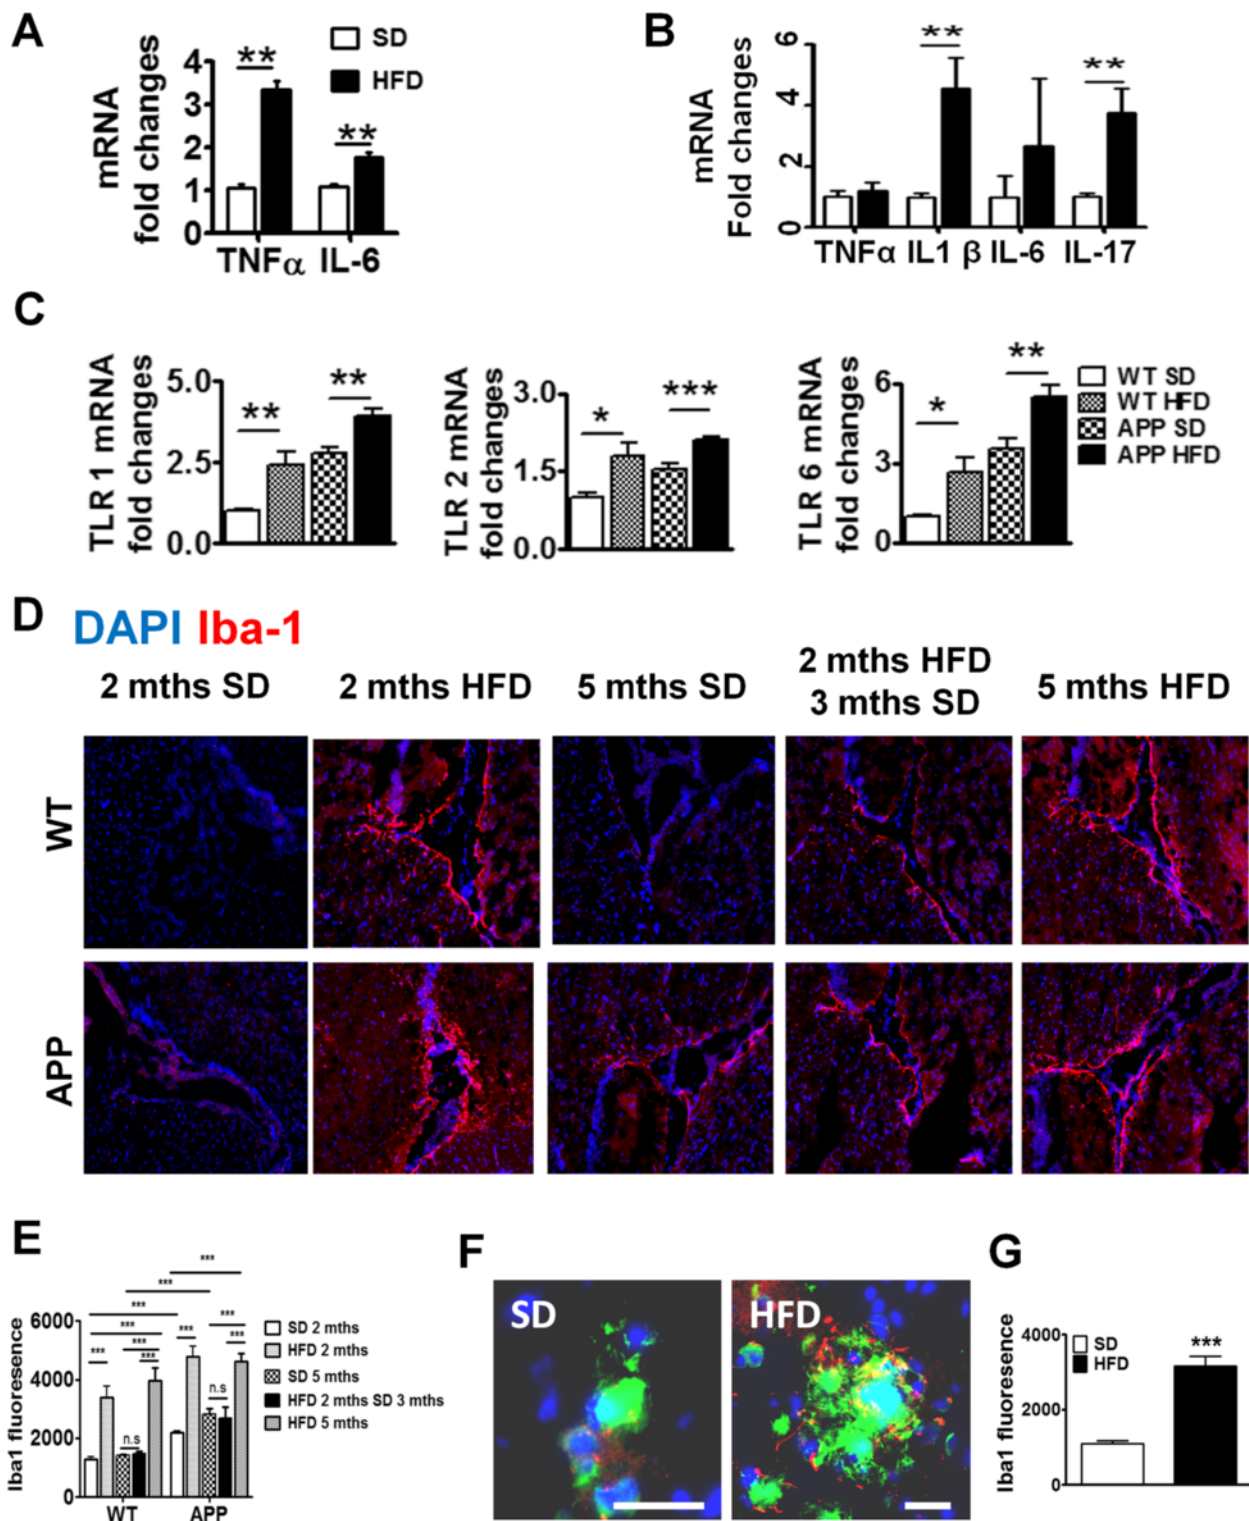 A
mRNA
fold changes
4
3
2
1
0
**
**
SD
HFD
TNFα IL-6
B
mRNA
Fold changes
6
4
2
0
**
**
TNFα IL1 β IL-6 IL-17
C
TLR 1 mRNA
fold changes
5.0
2.5
0.0
**
**
TLR 2 mRNA
fold changes
3.0
1.5
0.0
*
***
TLR 6 mRNA
fold changes
6
3
0
*
**
WT SD
WT HFD
APP SD
APP HFD
D
DAPI Iba-1
2 mths SD
2 mths HFD
5 mths SD
2 mths HFD
3 mths SD
5 mths HFD
WT
APP
E
Iba1 fluoresence
6000
4000
2000
0
***
***
***
***
***
***
***
n.s
***
***
***
n.s
WT APP
SD 2 mths
HFD 2 mths
SD 5 mths
HFD 2 mths SD 3 mths
HFD 5 mths
F
SD
HFD
G
Iba1 fluoresence
4000
2000
0
SD
HFD
***